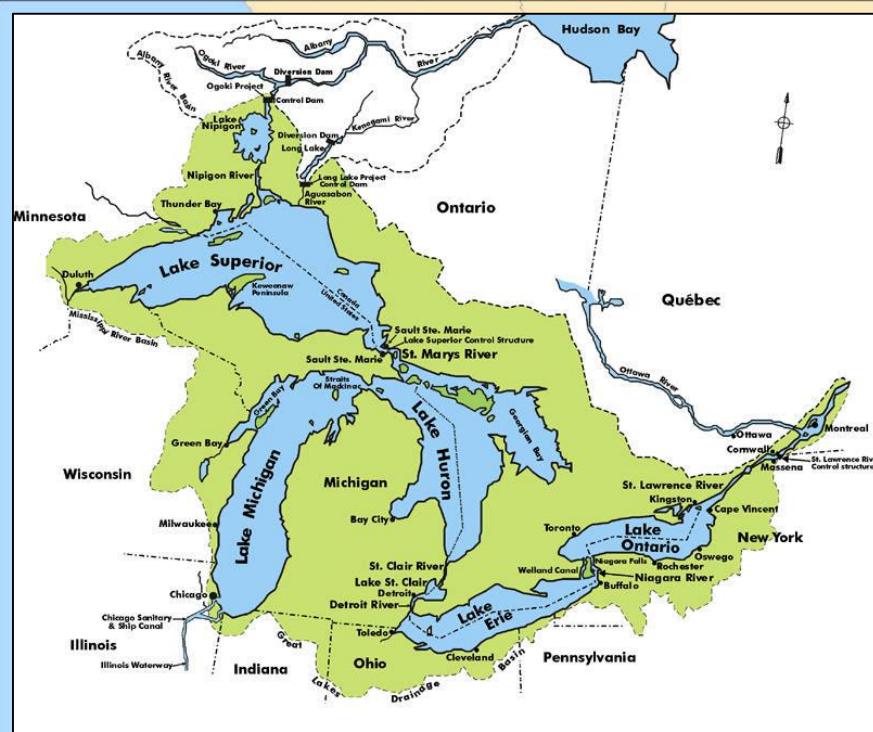 Hudson Bay
Albany
River
Ogoki River
Albany River Basin
Diversion Dam
Ogoki Project
Control Dam
Lake
Nipigon
Kenogami River
Diversion Dam
Long Lake
Nipigon River
Long Lake Project
Control Dam
Aguasabon
River
Thunder Bay
Ontario
Minnesota
Lake Superior
Duluth
Keweenaw
Peninsula
Canada
United States
Québec
Mississippi River Basin
Sault Ste. Marie
Lake Superior Control Structure
Sault Ste. Marie
St. Marys River
Straits
Of Mackinac
Ottawa River
Green Bay
Georgian Bay
Lake Huron
Green Bay
Ottawa
Montreal
Cornwall
St. Lawrence Riv
Control structure
Massena
Wisconsin
Lake Michigan
Michigan
St. Lawrence River
Kingston
Cape Vincent
Bay City
Milwaukee
Toronto
Lake
Ontario
New York
Oswego
Rochester
St. Clair River
Welland Canal
Niagara Falls
Niagara River
Lake St. Clair
Detroit
Buffalo
Chicago
Detroit River
Lake
Erie
Chicago Sanitary
& Ship Canal
Toledo
Illinois
Great
Lakes
Drainage
Basin
Cleveland
Pennsylvania
Illinois Waterway
Indiana
Ohio